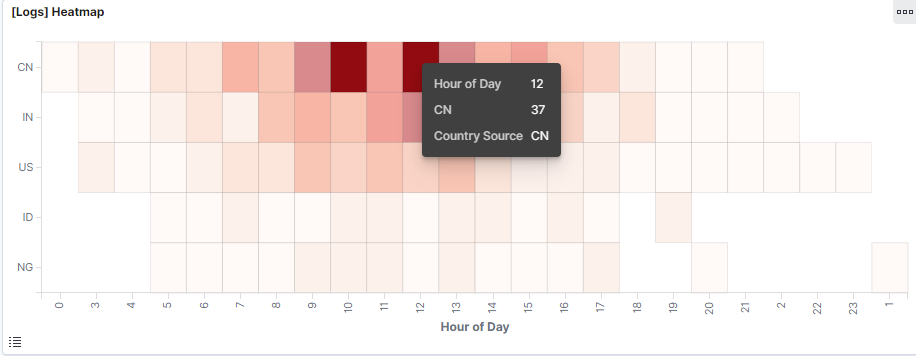 [Logs] Heatmap
CN
IN
US
ID
NG
Hour of Day 12
CN 37
Country Source CN
0 3 4 5 6 7 8 9 10 11 12 13 14 15 16 17 18 19 20 21 2 22 23 1
Hour of Day